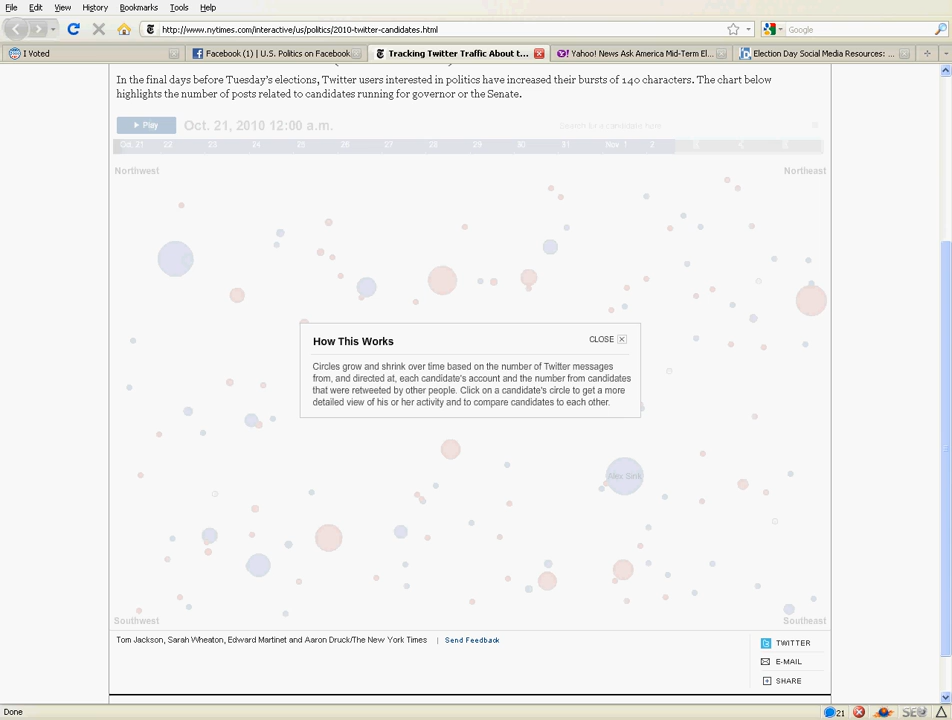 File Edit View History Bookmarks Tools Help
http://www.nytimes.com/interactive/us/politics/2010-twitter-candidates.html
Google
I Voted
Facebook (1) | U.S. Politics on Facebook
Tracking Twitter Traffic About t...
Yahoo! News Ask America Mid-Term El...
Election Day Social Media Resources: ...
In the final days before Tuesday's elections, Twitter users interested in politics have increased their bursts of 140 characters. The chart below
highlights the number of posts related to candidates running for governor or the Senate.
Play
Oct. 21, 2010 12:00 a.m.
Search for a candidate here
Oct. 21 22 23 24 25 26 27 28 29 30 31 Nov. 1 2 3 4 5
Northwest
Northeast
How This Works
CLOSE
Circles grow and shrink over time based on the number of Twitter messages
from, and directed at, each candidate's account and the number from candidates
that were retweeted by other people. Click on a candidate's circle to get a more
detailed view of his or her activity and to compare candidates to each other.
Alex Sink
Southwest
Southeast
Tom Jackson, Sarah Wheaton, Edward Martinet and Aaron Druck/The New York Times | Send Feedback
TWITTER
E-MAIL
SHARE
Done
21